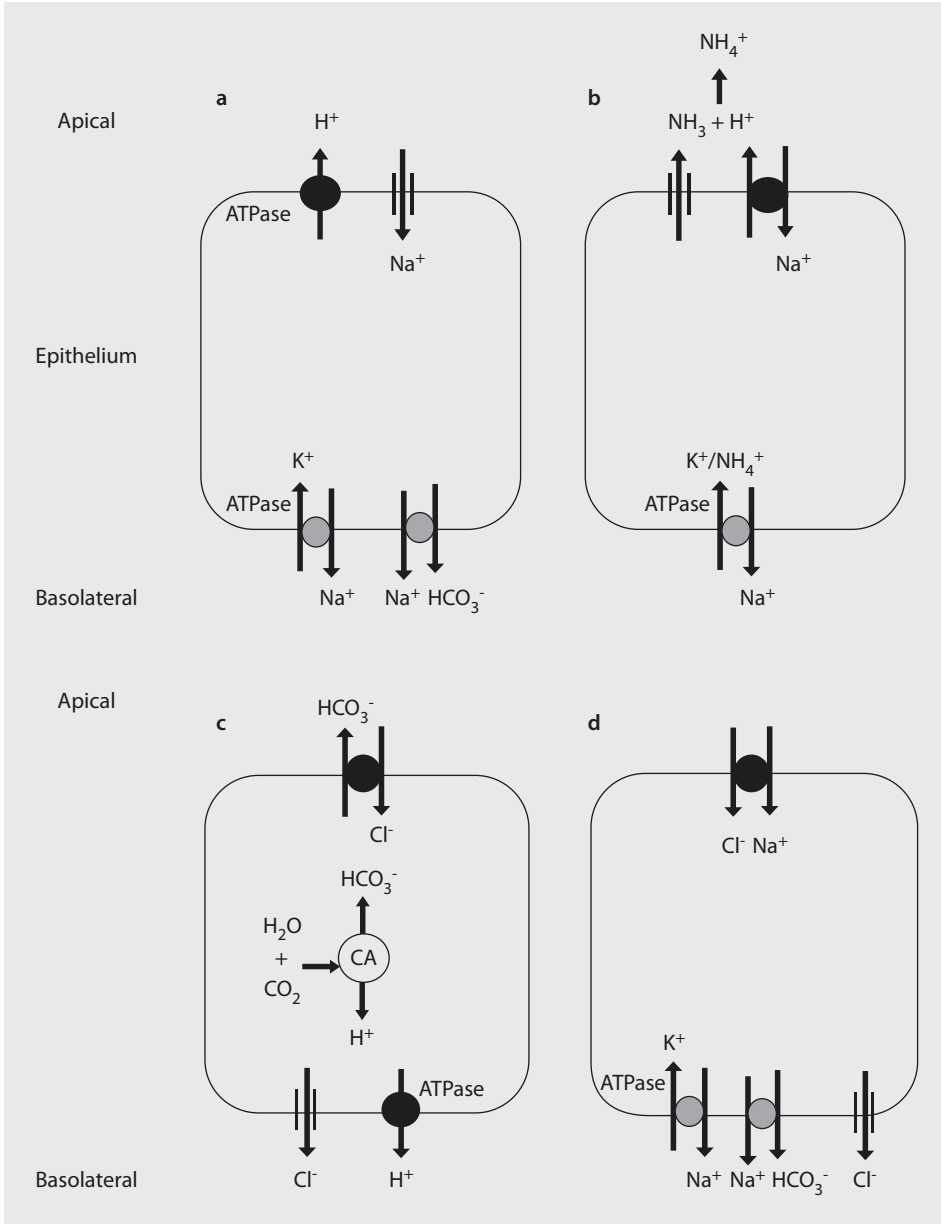 NH₄⁺
a
b
Apical
H⁺
NH₃ + H⁺
ATPase
Na⁺
Na⁺
Epithelium
K⁺
K⁺/NH₄⁺
ATPase
ATPase
Basolateral
Na⁺
Na⁺ HCO₃⁻
Na⁺
Apical
c
HCO₃⁻
d
Cl⁻
Cl⁻ Na⁺
HCO₃⁻
H₂O
+
CO₂
CA
H⁺
K⁺
ATPase
ATPase
Basolateral
Cl⁻
H⁺
Na⁺
Na⁺ HCO₃⁻
Cl⁻